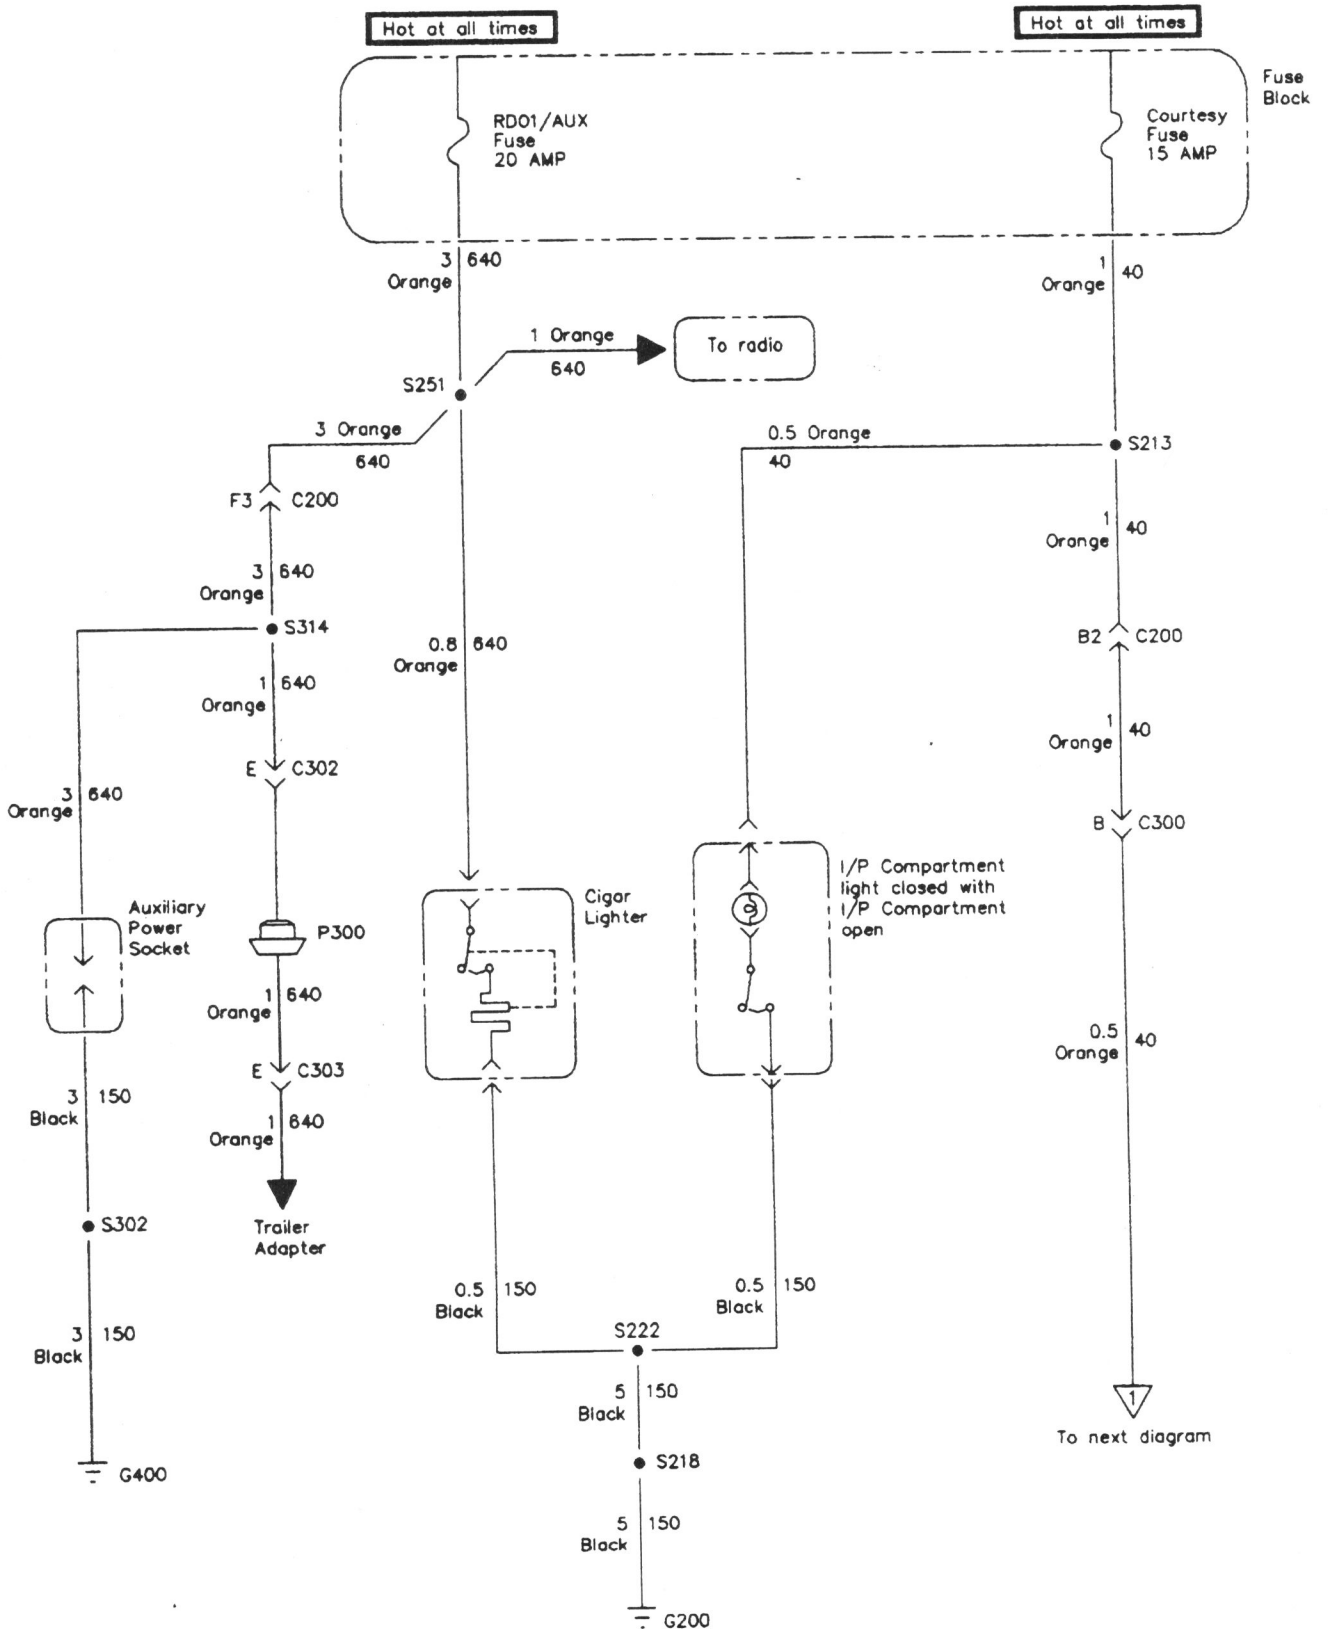 Hot at all times
Hot at all times
Fuse
Block
RD01/AUX
Fuse
20 AMP
Courtesy
Fuse
15 AMP
3 640
Orange
1 40
Orange
1 Orange
640
To radio
S251
3 Orange
640
0.5 Orange
40
S213
F3 C200
1 40
Orange
3 640
Orange
S314
0.8 640
Orange
B2 C200
1 640
Orange
1 40
Orange
E C302
3 640
Orange
B C300
I/P Compartment
light closed with
I/P Compartment
open
Cigar
Lighter
Auxiliary
Power
Socket
P300
1 640
Orange
0.5 40
Orange
E C303
3 150
Black
1 640
Orange
S302
Trailer
Adapter
0.5 150
Black
0.5 150
Black
3 150
Black
S222
5 150
Black
1
To next diagram
S218
G400
5 150
Black
G200